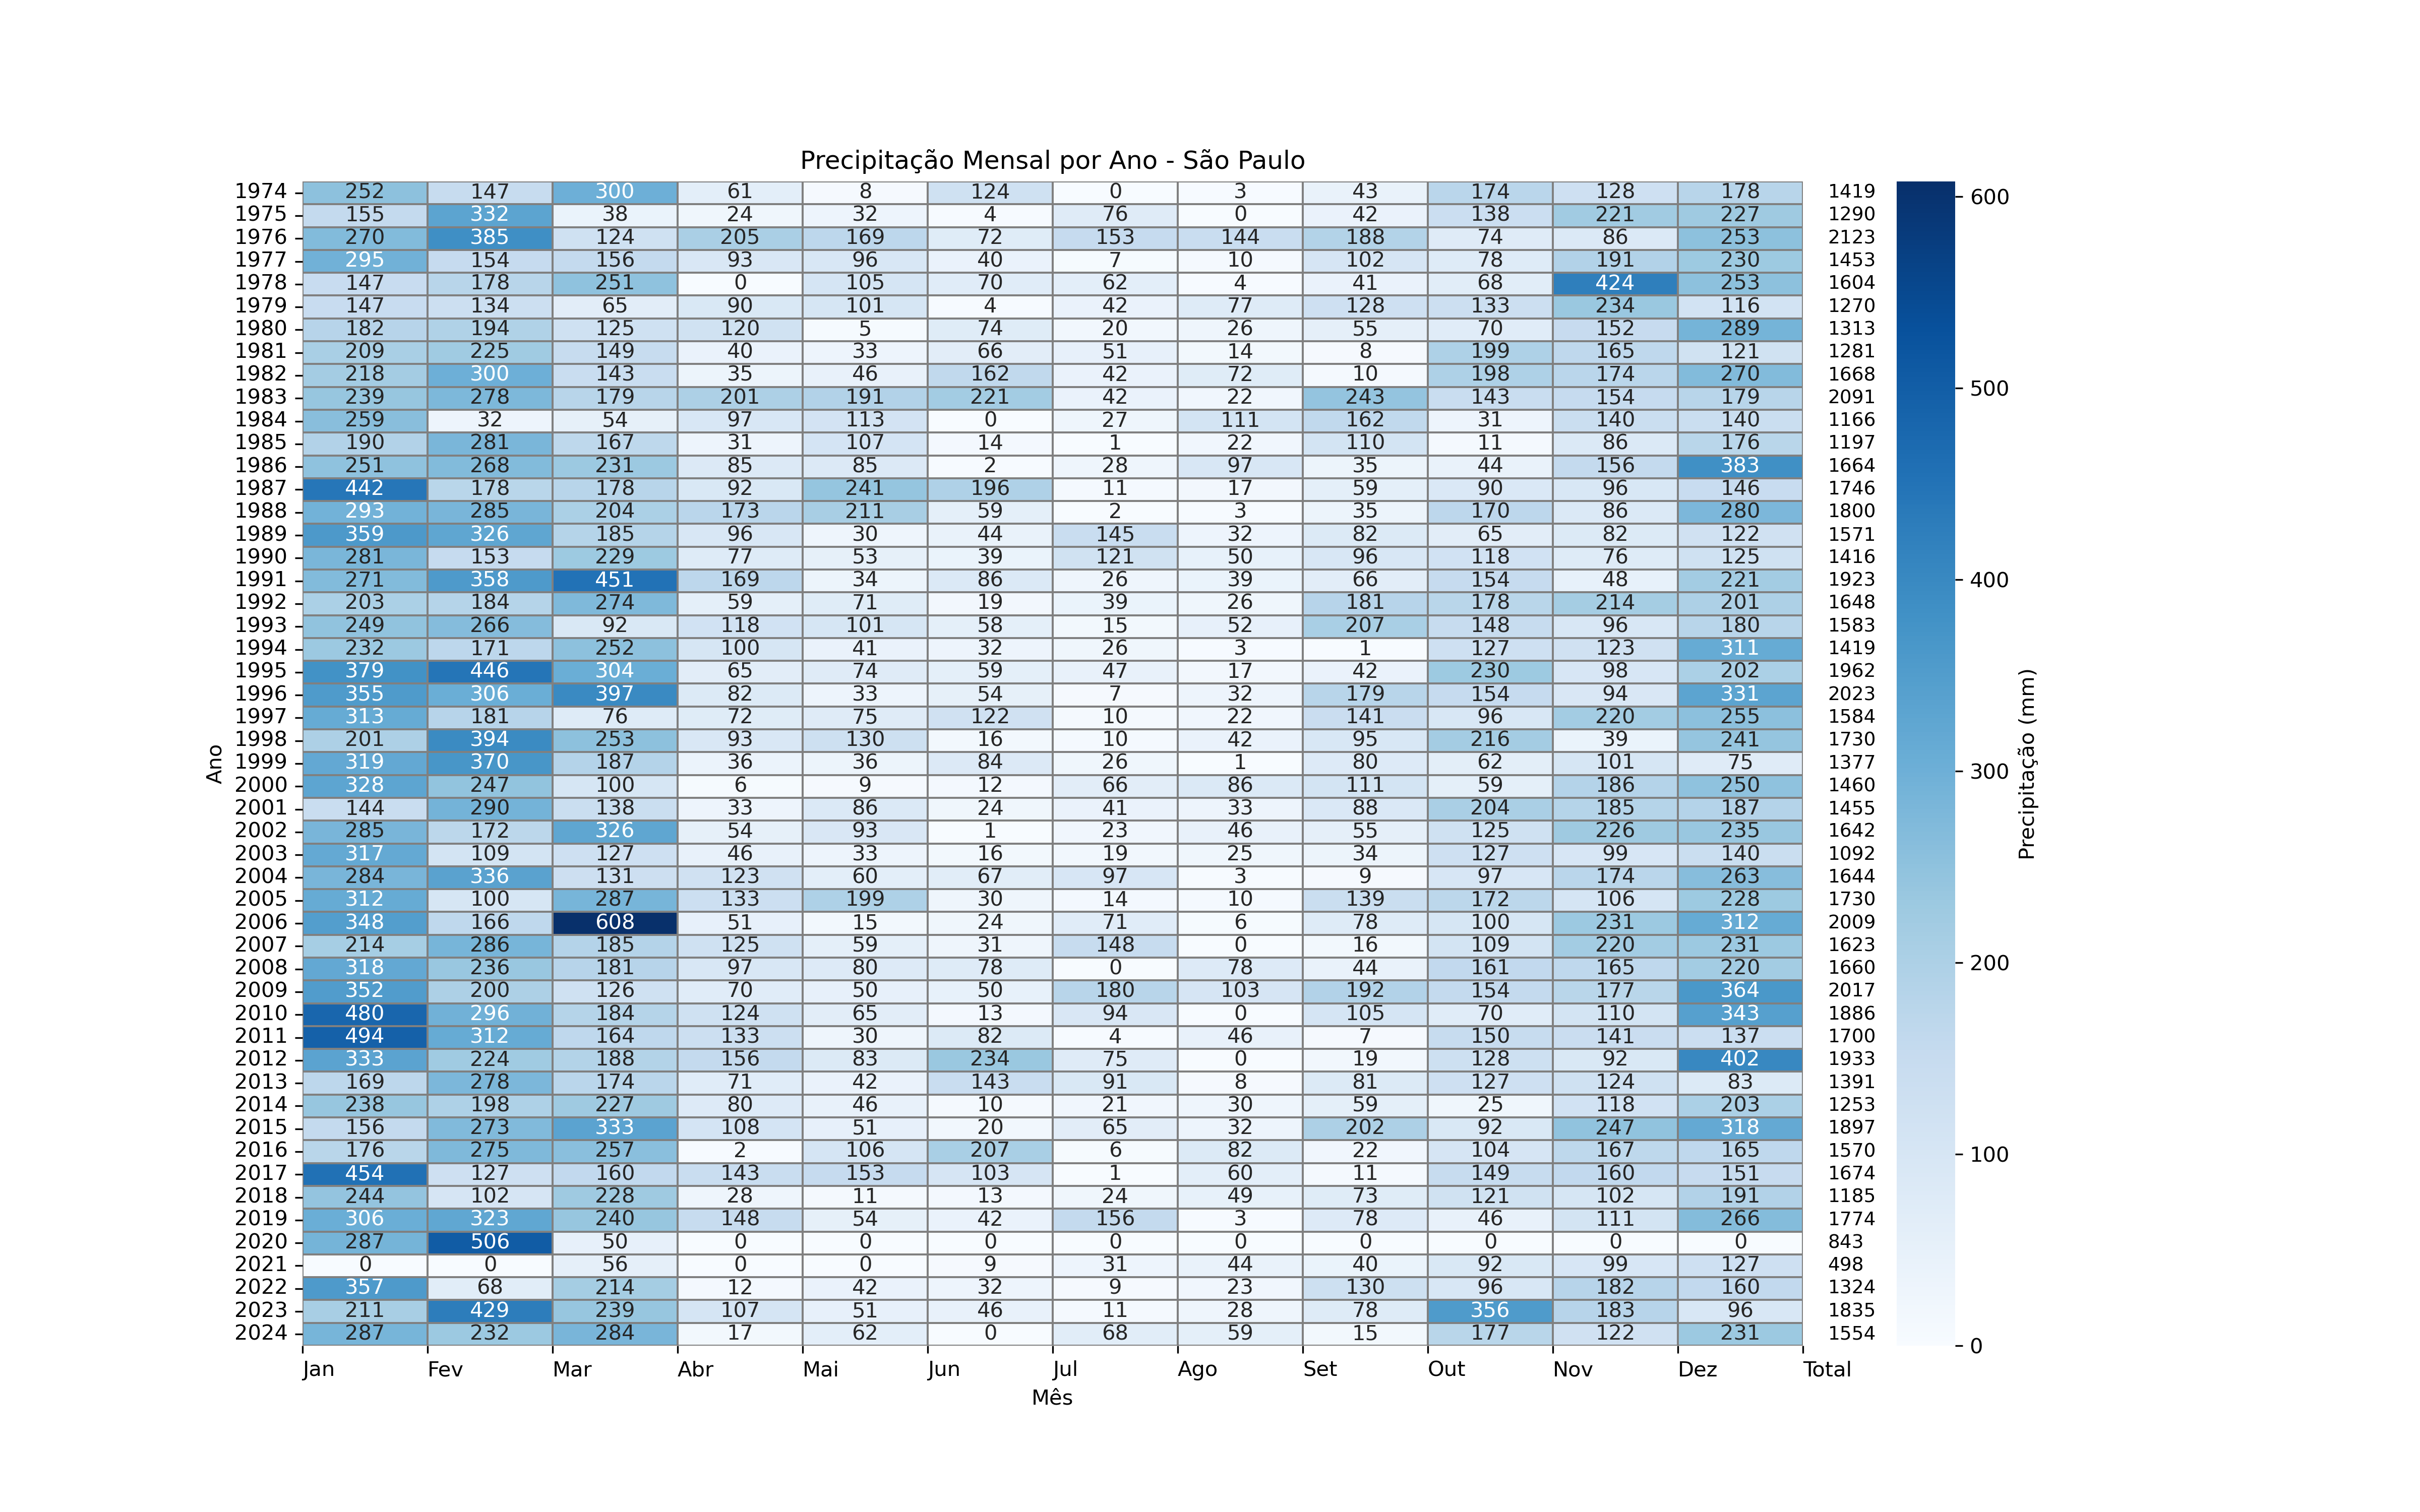 Precipitação Mensal por Ano - São Paulo
1974 252 147 300 61 8 124 0 3 43 174 128 178 1419
1975 155 332 38 24 32 4 76 0 42 138 221 227 1290
1976 270 385 124 205 169 72 153 144 188 74 86 253 2123
1977 295 154 156 93 96 40 7 10 102 78 191 230 1453
1978 147 178 251 0 105 70 62 4 41 68 424 253 1604
1979 147 134 65 90 101 4 42 77 128 133 234 116 1270
1980 182 194 125 120 5 74 20 26 55 70 152 289 1313
1981 209 225 149 40 33 66 51 14 8 199 165 121 1281
1982 218 300 143 35 46 162 42 72 10 198 174 270 1668
1983 239 278 179 201 191 221 42 22 243 143 154 179 2091
1984 259 32 54 97 113 0 27 111 162 31 140 140 1166
1985 190 281 167 31 107 14 1 22 110 11 86 176 1197
1986 251 268 231 85 85 2 28 97 35 44 156 383 1664
1987 442 178 178 92 241 196 11 17 59 90 96 146 1746
1988 293 285 204 173 211 59 2 3 35 170 86 280 1800
1989 359 326 185 96 30 44 145 32 82 65 82 122 1571
1990 281 153 229 77 53 39 121 50 96 118 76 125 1416
1991 271 358 451 169 34 86 26 39 66 154 48 221 1923
1992 203 184 274 59 71 19 39 26 181 178 214 201 1648
1993 249 266 92 118 101 58 15 52 207 148 96 180 1583
1994 232 171 252 100 41 32 26 3 1 127 123 311 1419
1995 379 446 304 65 74 59 47 17 42 230 98 202 1962
1996 355 306 397 82 33 54 7 32 179 154 94 331 2023
1997 313 181 76 72 75 122 10 22 141 96 220 255 1584
1998 201 394 253 93 130 16 10 42 95 216 39 241 1730
1999 319 370 187 36 36 84 26 1 80 62 101 75 1377
2000 328 247 100 6 9 12 66 86 111 59 186 250 1460
2001 144 290 138 33 86 24 41 33 88 204 185 187 1455
2002 285 172 326 54 93 1 23 46 55 125 226 235 1642
2003 317 109 127 46 33 16 19 25 34 127 99 140 1092
2004 284 336 131 123 60 67 97 3 9 97 174 263 1644
2005 312 100 287 133 199 30 14 10 139 172 106 228 1730
2006 348 166 608 51 15 24 71 6 78 100 231 312 2009
2007 214 286 185 125 59 31 148 0 16 109 220 231 1623
2008 318 236 181 97 80 78 0 78 44 161 165 220 1660
2009 352 200 126 70 50 50 180 103 192 154 177 364 2017
2010 480 296 184 124 65 13 94 0 105 70 110 343 1886
2011 494 312 164 133 30 82 4 46 7 150 141 137 1700
2012 333 224 188 156 83 234 75 0 19 128 92 402 1933
2013 169 278 174 71 42 143 91 8 81 127 124 83 1391
2014 238 198 227 80 46 10 21 30 59 25 118 203 1253
2015 156 273 333 108 51 20 65 32 202 92 247 318 1897
2016 176 275 257 2 106 207 6 82 22 104 167 165 1570
2017 454 127 160 143 153 103 1 60 11 149 160 151 1674
2018 244 102 228 28 11 13 24 49 73 121 102 191 1185
2019 306 323 240 148 54 42 156 3 78 46 111 266 1774
2020 287 506 50 0 0 0 0 0 0 0 0 0 843
2021 0 0 56 0 0 9 31 44 40 92 99 127 498
2022 357 68 214 12 42 32 9 23 130 96 182 160 1324
2023 211 429 239 107 51 46 11 28 78 356 183 96 1835
2024 287 232 284 17 62 0 68 59 15 177 122 231 1554
Jan Fev Mar Abr Mai Jun Jul Ago Set Out Nov Dez Total
Mês
Ano
600
500
400
300
200
100
0
Precipitação (mm)